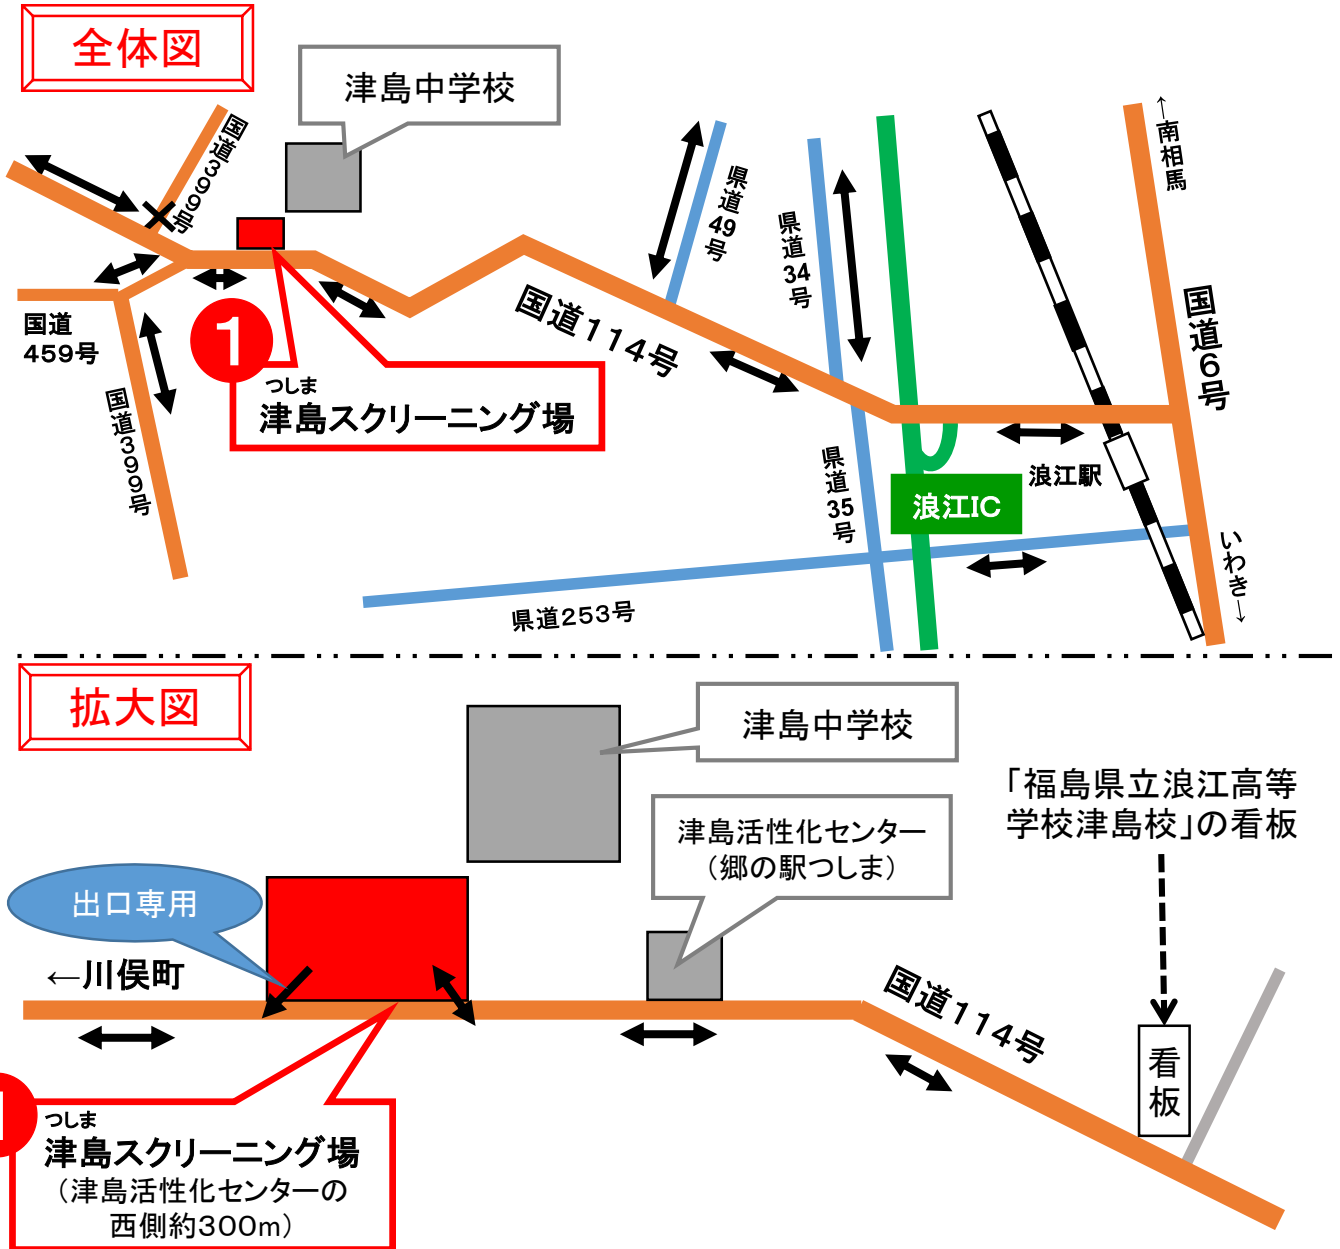 全体図
津島中学校
国道399号
国道
459号
国道399号
1
つしま
津島スクリーニング場
国道114号
県道49号
県道34号
県道35号
浪江IC
浪江駅
県道253号
←南相馬
国道6号
いわき→
拡大図
津島中学校
津島活性化センター
（郷の駅つしま）
「福島県立浪江高等
学校津島校」の看板
出口専用
←川俣町
国道114号
看板
1
つしま
津島スクリーニング場
（津島活性化センターの
西側約300m）